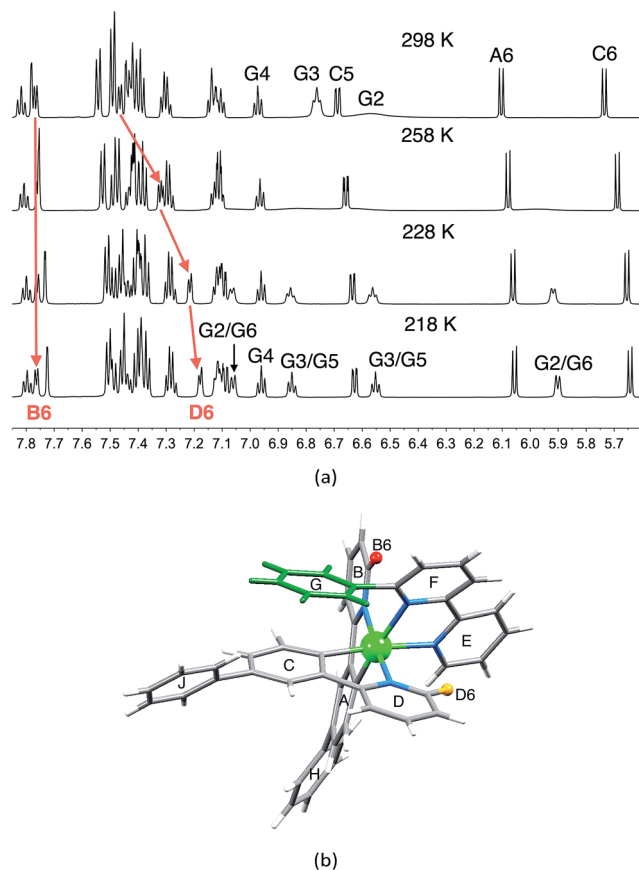 298 K
G4 G3 C5 G2 A6 C6
258 K
228 K
218 K
G2/G6
G4 G3/G5 G3/G5 G2/G6
B6 D6
7.8 7.7 7.6 7.5 7.4 7.3 7.2 7.1 7.0 6.9 6.8 6.7 6.6 6.5 6.4 6.3 6.2 6.1 6.0 5.9 5.8 5.7
(a)
B6
B
G F
E
C
J D6
A D
H
(b)